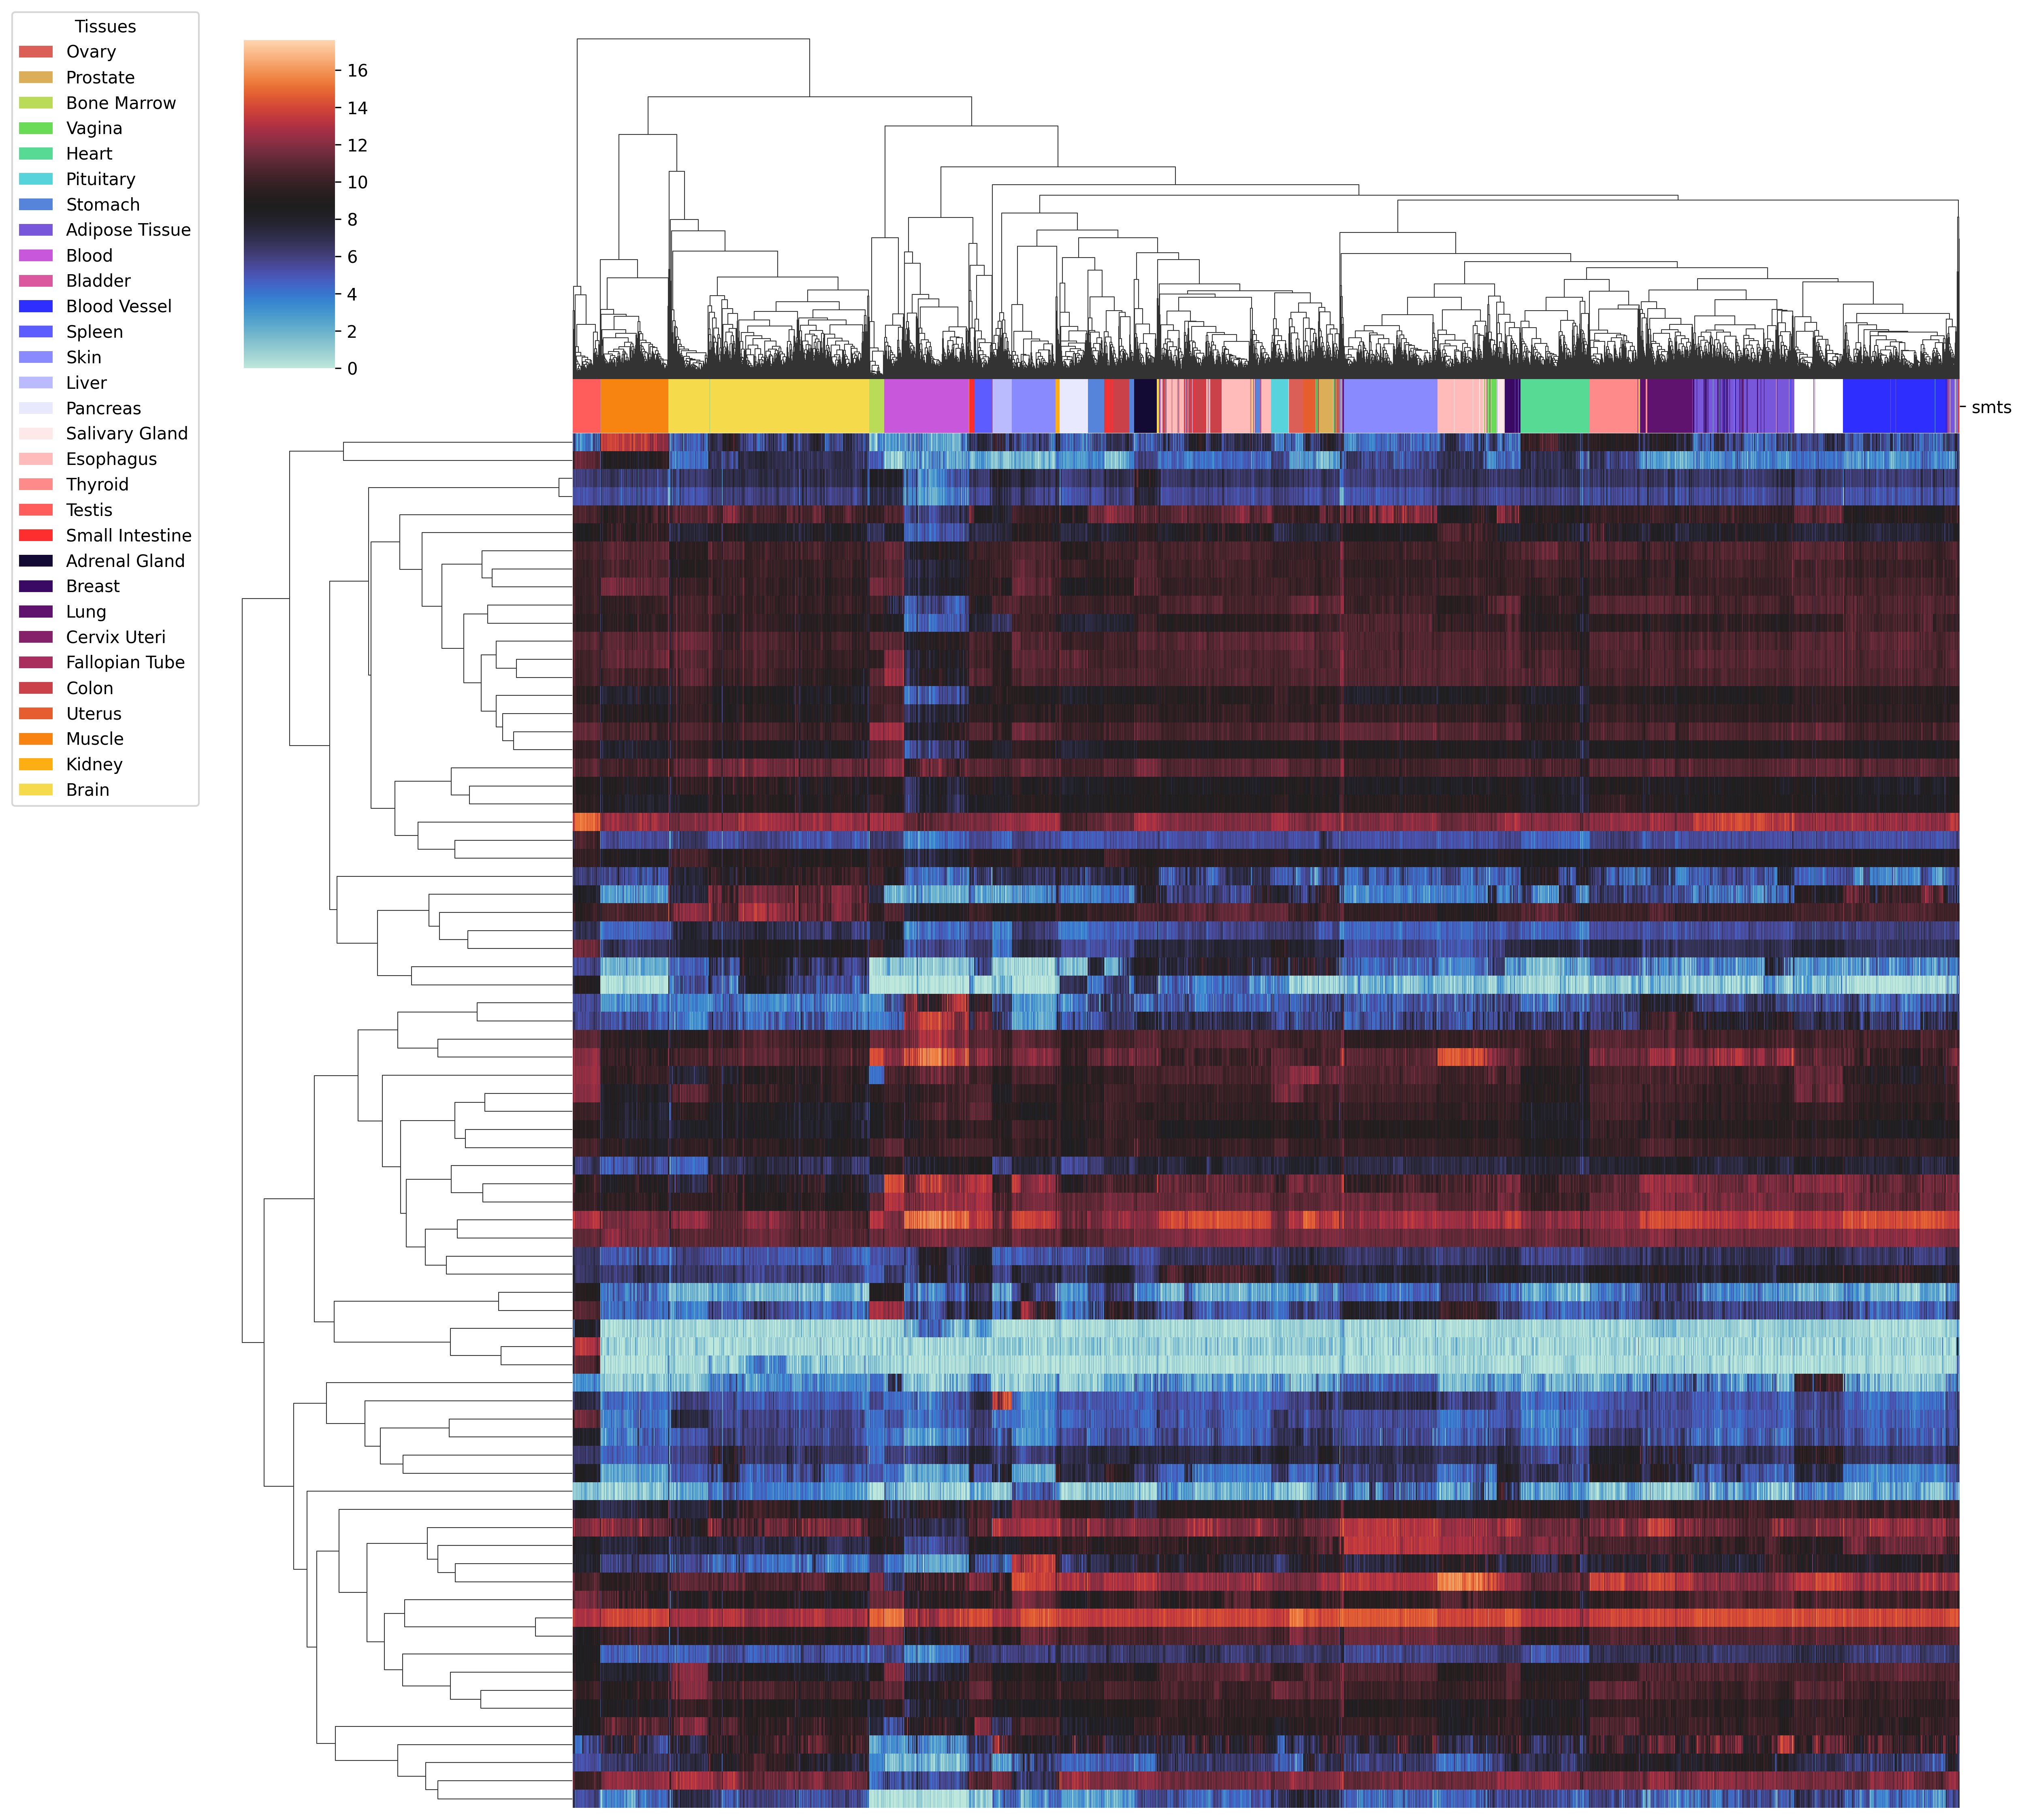 Tissues
Ovary
Prostate
Bone Marrow
Vagina
Heart
Pituitary
Stomach
Adipose Tissue
Blood
Bladder
Blood Vessel
Spleen
Skin
Liver
Pancreas
Salivary Gland
Esophagus
Thyroid
Testis
Small Intestine
Adrenal Gland
Breast
Lung
Cervix Uteri
Fallopian Tube
Colon
Uterus
Muscle
Kidney
Brain
16
14
12
10
8
6
4
2
0
smts